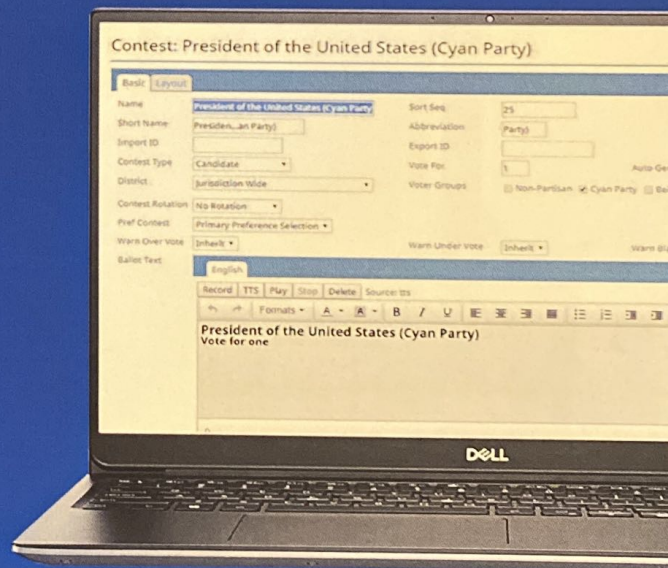 Contest: President of the United States (Cyan Party)
Basic Layout
Name President of the United States (Cyan Party Sort Seq 25
Short Name Presiden...an Party) Abbreviation Party)
Import ID Export ID
Contest Type Candidate Vote For 1 Auto Ge
District Jurisdiction Wide Voter Groups Non-Partisan Cyan Party
Contest Rotation No Rotation
Pref Contest Primary Preference Selection
Warn Over Vote Inherit Warn Under Vote Inherit Warn Bl
Ballot Text
English
Record TTS Play Stop Delete Source: tts
Formats A A B I U
President of the United States (Cyan Party)
Vote for one
DELL